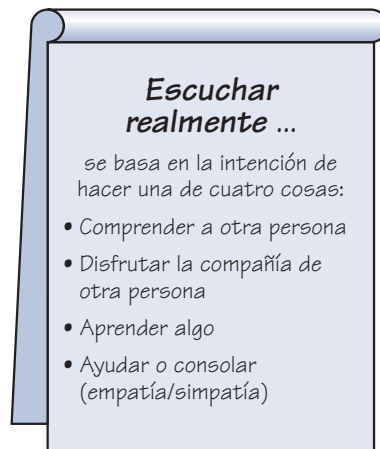 Escuchar
realmente ...
se basa en la intención de
hacer una de cuatro cosas:
• Comprender a otra persona
• Disfrutar la compañía de
otra persona
• Aprender algo
• Ayudar o consolar
(empatía/simpatía)